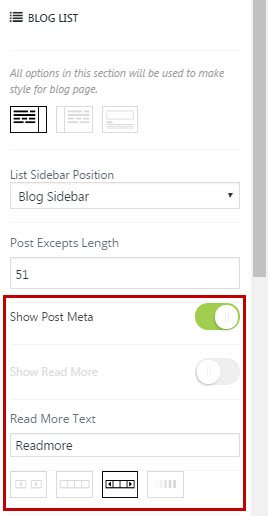 BLOG LIST
All options in this section will be used to make
style for blog page.
List Sidebar Position
Blog Sidebar
Post Excepts Length
51
Show Post Meta
Show Read More
Read More Text
Readmore